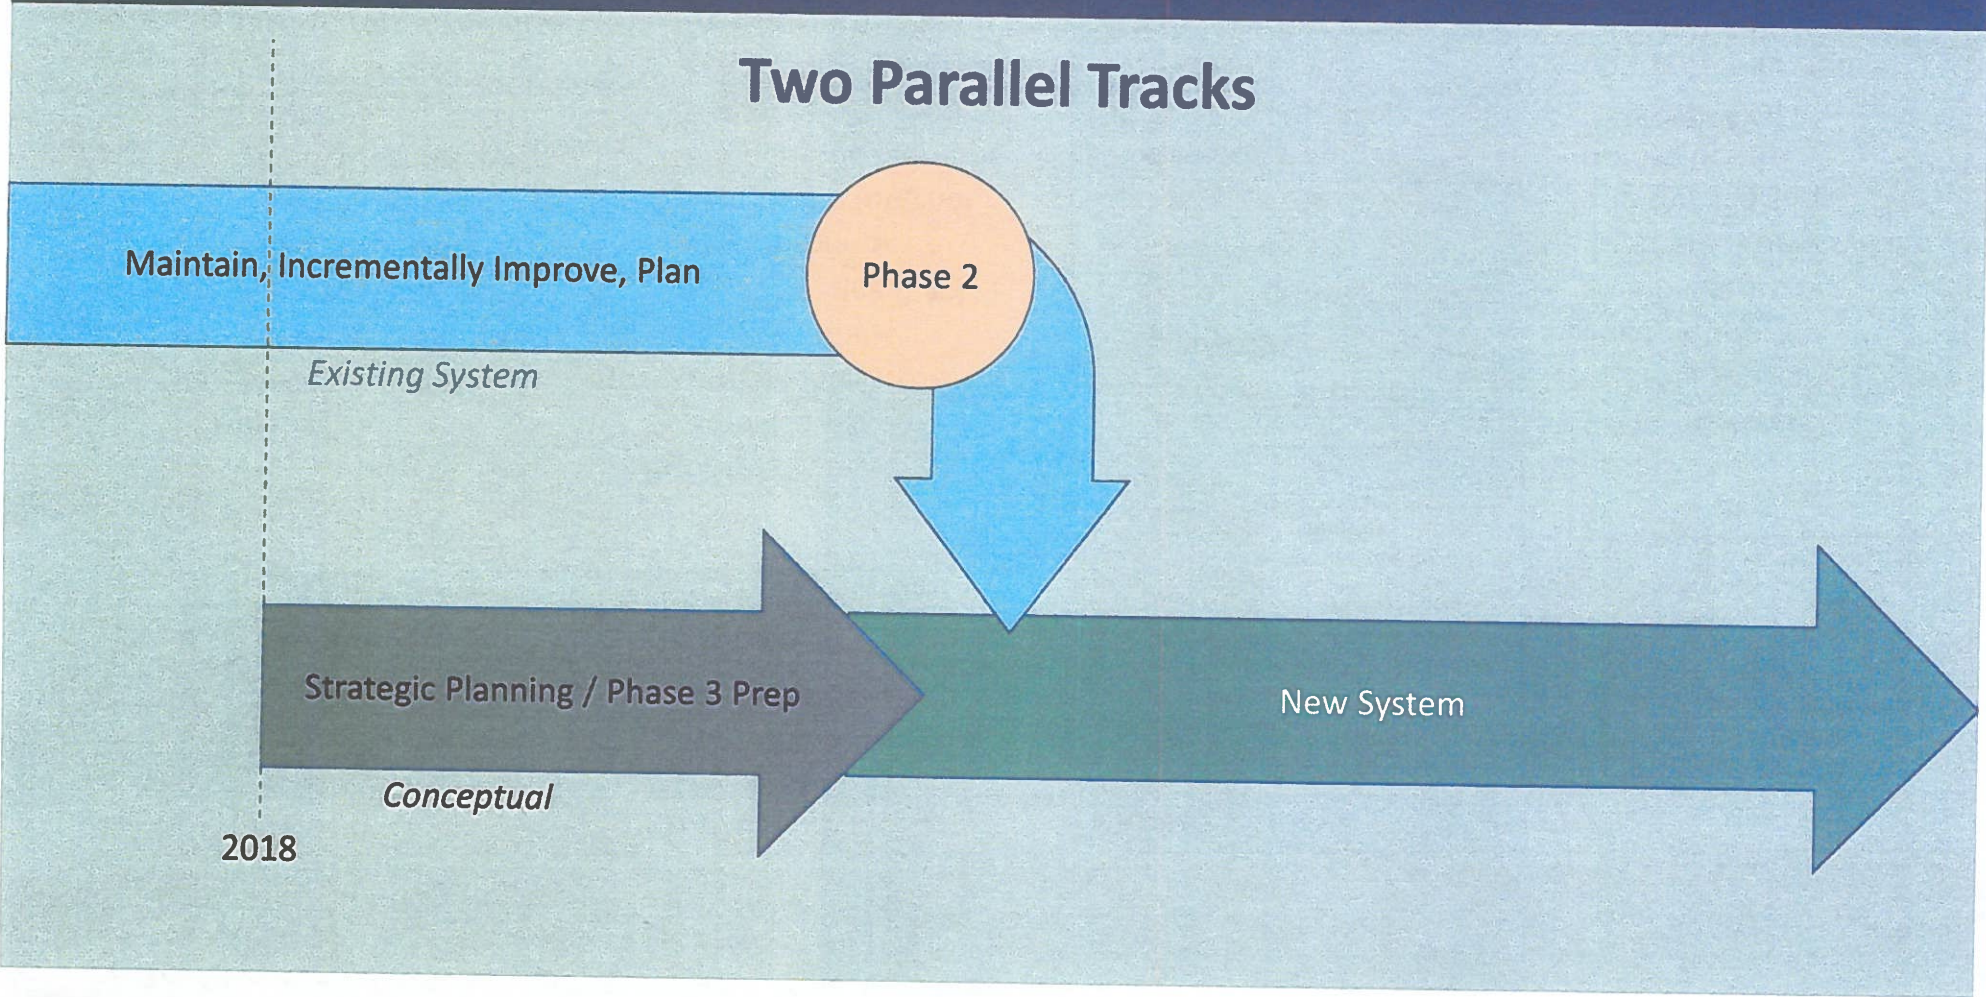 Two Parallel Tracks
Maintain, Incrementally Improve, Plan
Phase 2
Existing System
Strategic Planning / Phase 3 Prep
New System
Conceptual
2018